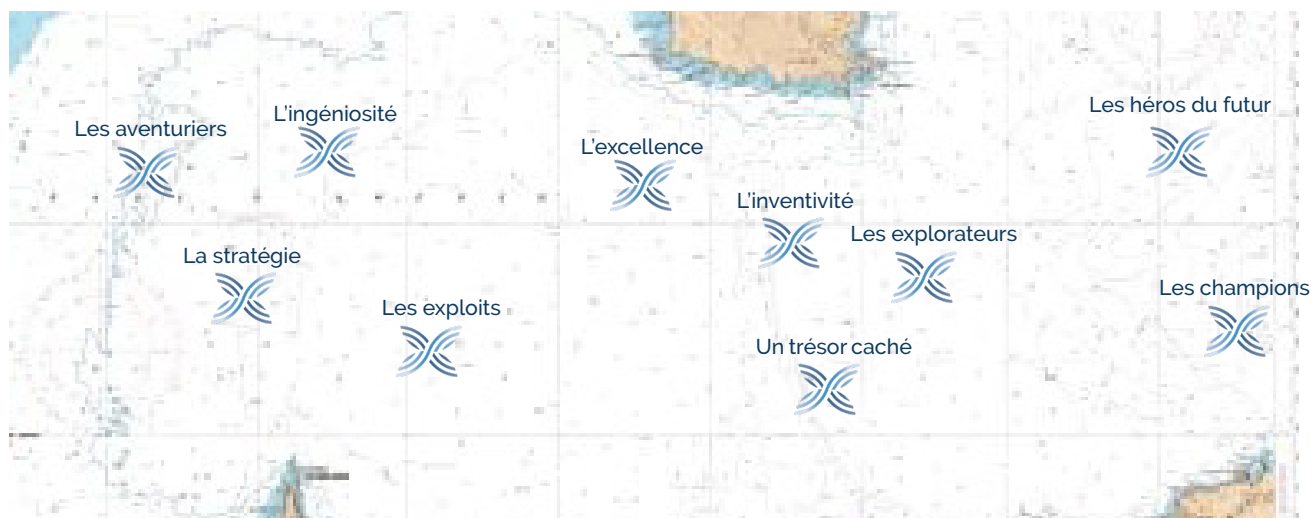 Les aventuriers
L'ingéniosité
L'excellence
Les héros du futur
L'inventivité
Les explorateurs
La stratégie
Les exploits
Les champions
Un trésor caché